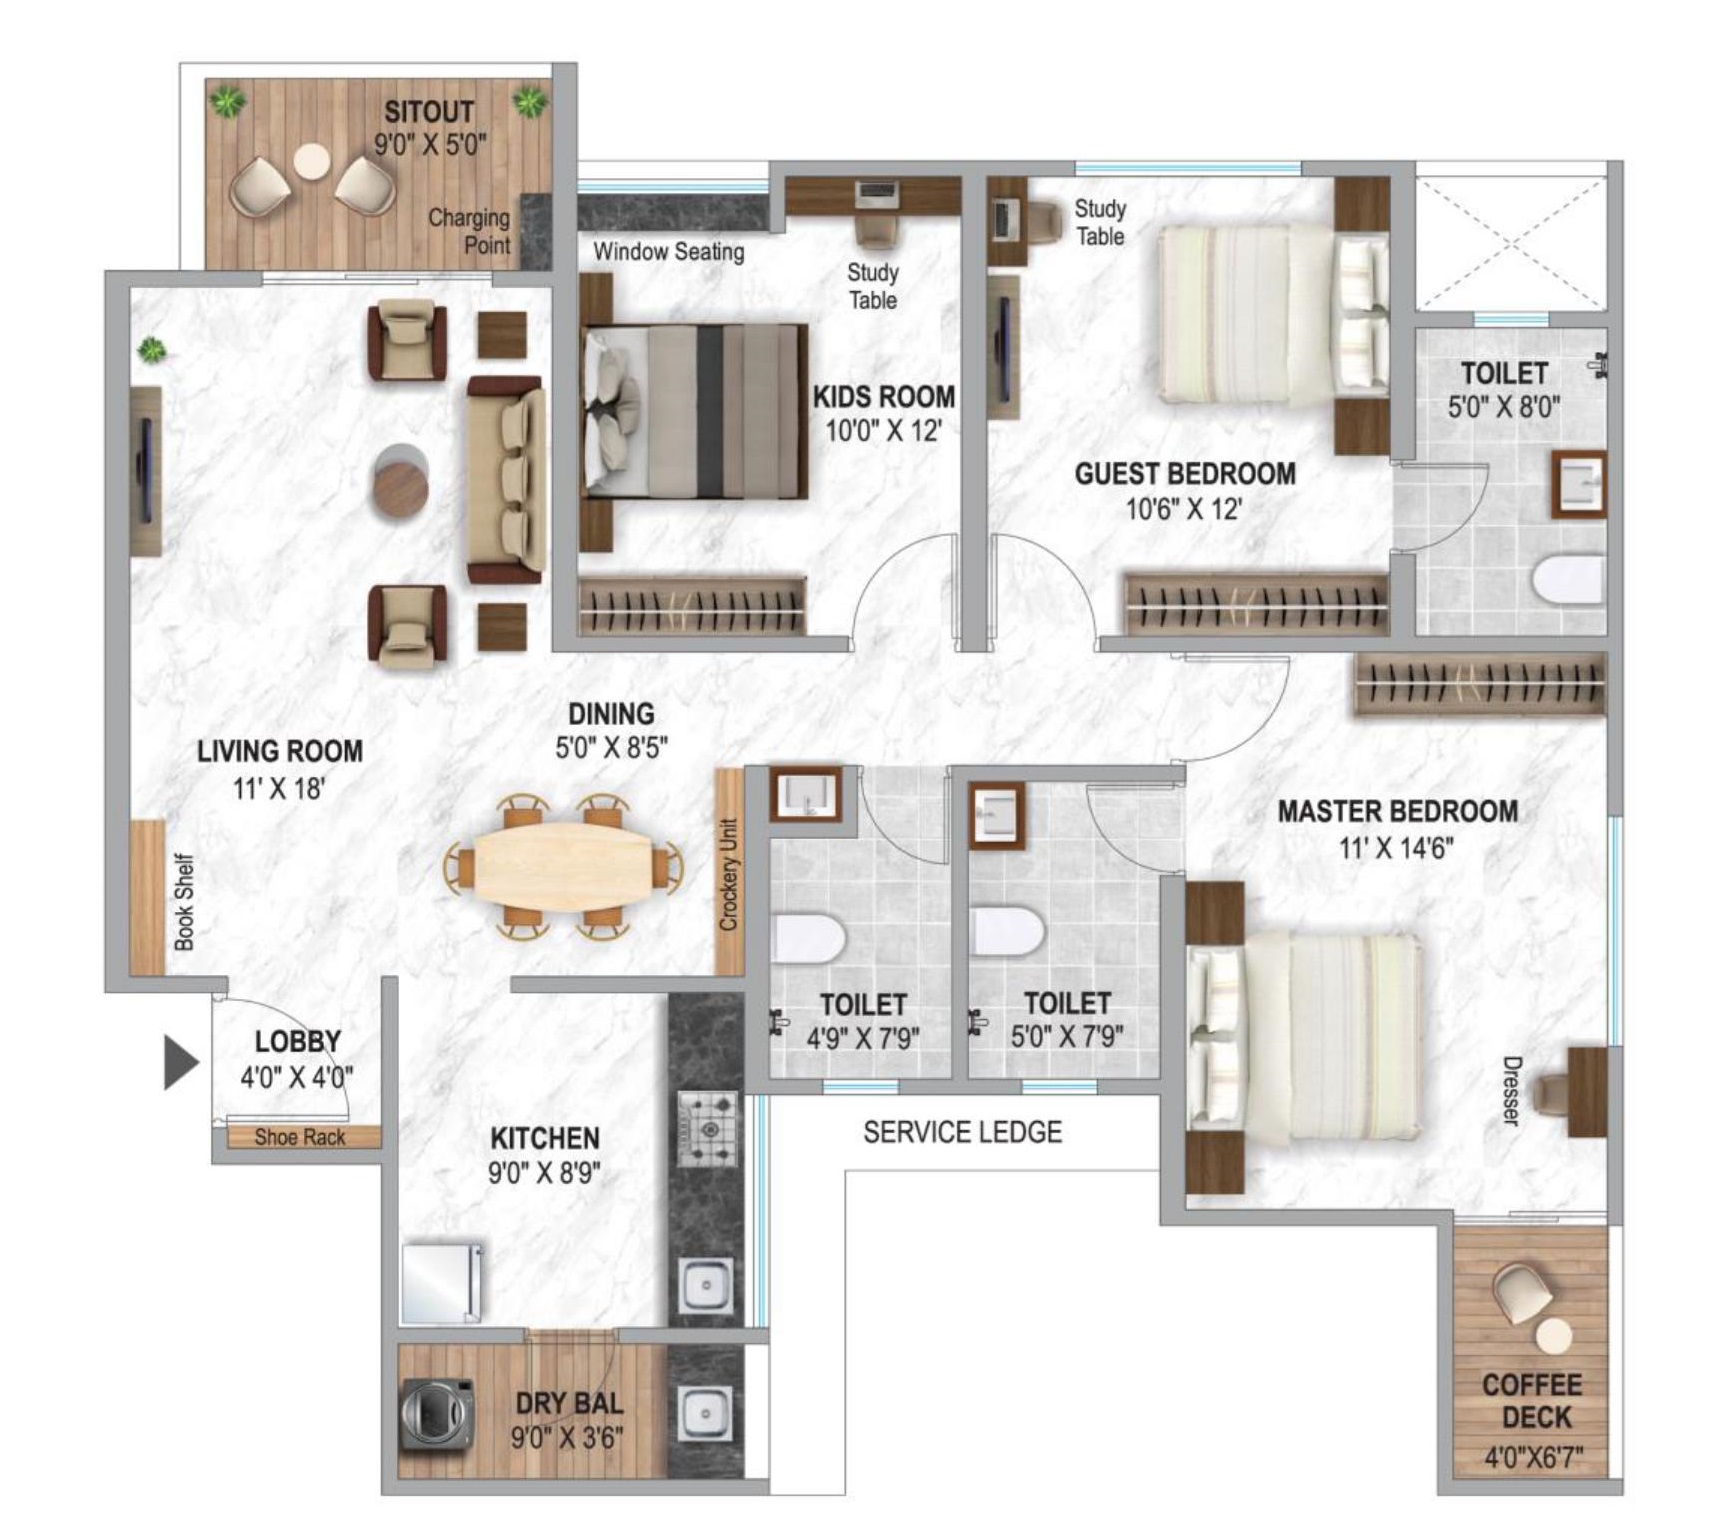 SITOUT
9'0" X 5'0"
Charging
Point
Window Seating
Study
Table
KIDS ROOM
10'0" X 12'
Study
Table
GUEST BEDROOM
10'6" X 12'
TOILET
5'0" X 8'0"
LIVING ROOM
11' X 18'
Book Shelf
DINING
5'0" X 8'5"
Crockery Unit
MASTER BEDROOM
11' X 14'6"
Dresser
TOILET
4'9" X 7'9"
TOILET
5'0" X 7'9"
LOBBY
4'0" X 4'0"
Shoe Rack
KITCHEN
9'0" X 8'9"
SERVICE LEDGE
DRY BAL
9'0" X 3'6"
COFFEE
DECK
4'0"X6'7"